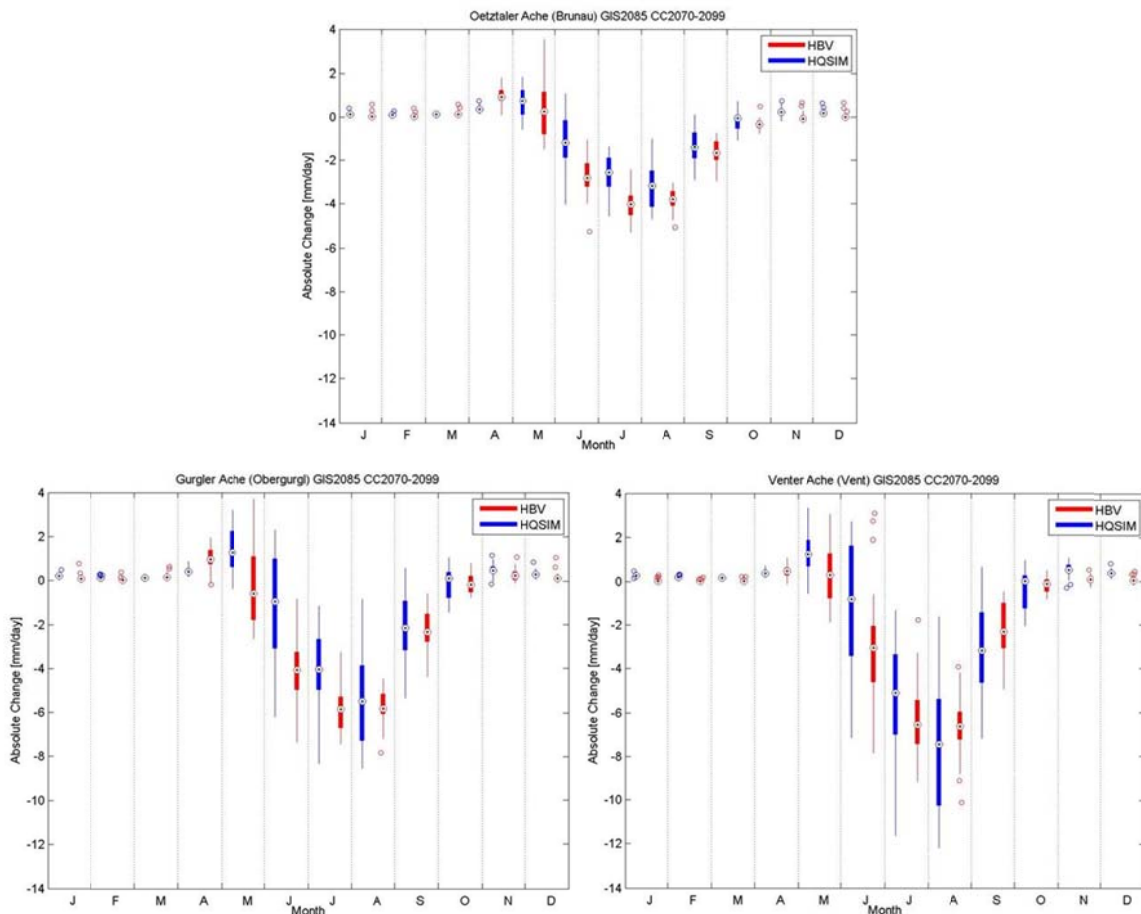 Oetztaler Ache (Brunau) GIS2085 CC2070-2099
HBV
HQSIM
Absolute Change [mm/day]
4
2
0
-2
-4
-6
-8
-10
-12
-14
J F M A M J J A S O N D
Month
Gurgler Ache (Obergurgl) GIS2085 CC2070-2099
HBV
HQSIM
Absolute Change [mm/day]
4
2
0
-2
-4
-6
-8
-10
-12
-14
J F M A M J J A S O N D
Month
Venter Ache (Vent) GIS2085 CC2070-2099
HBV
HQSIM
Absolute Change [mm/day]
4
2
0
-2
-4
-6
-8
-10
-12
-14
J F M A M J J A S O N D
Month